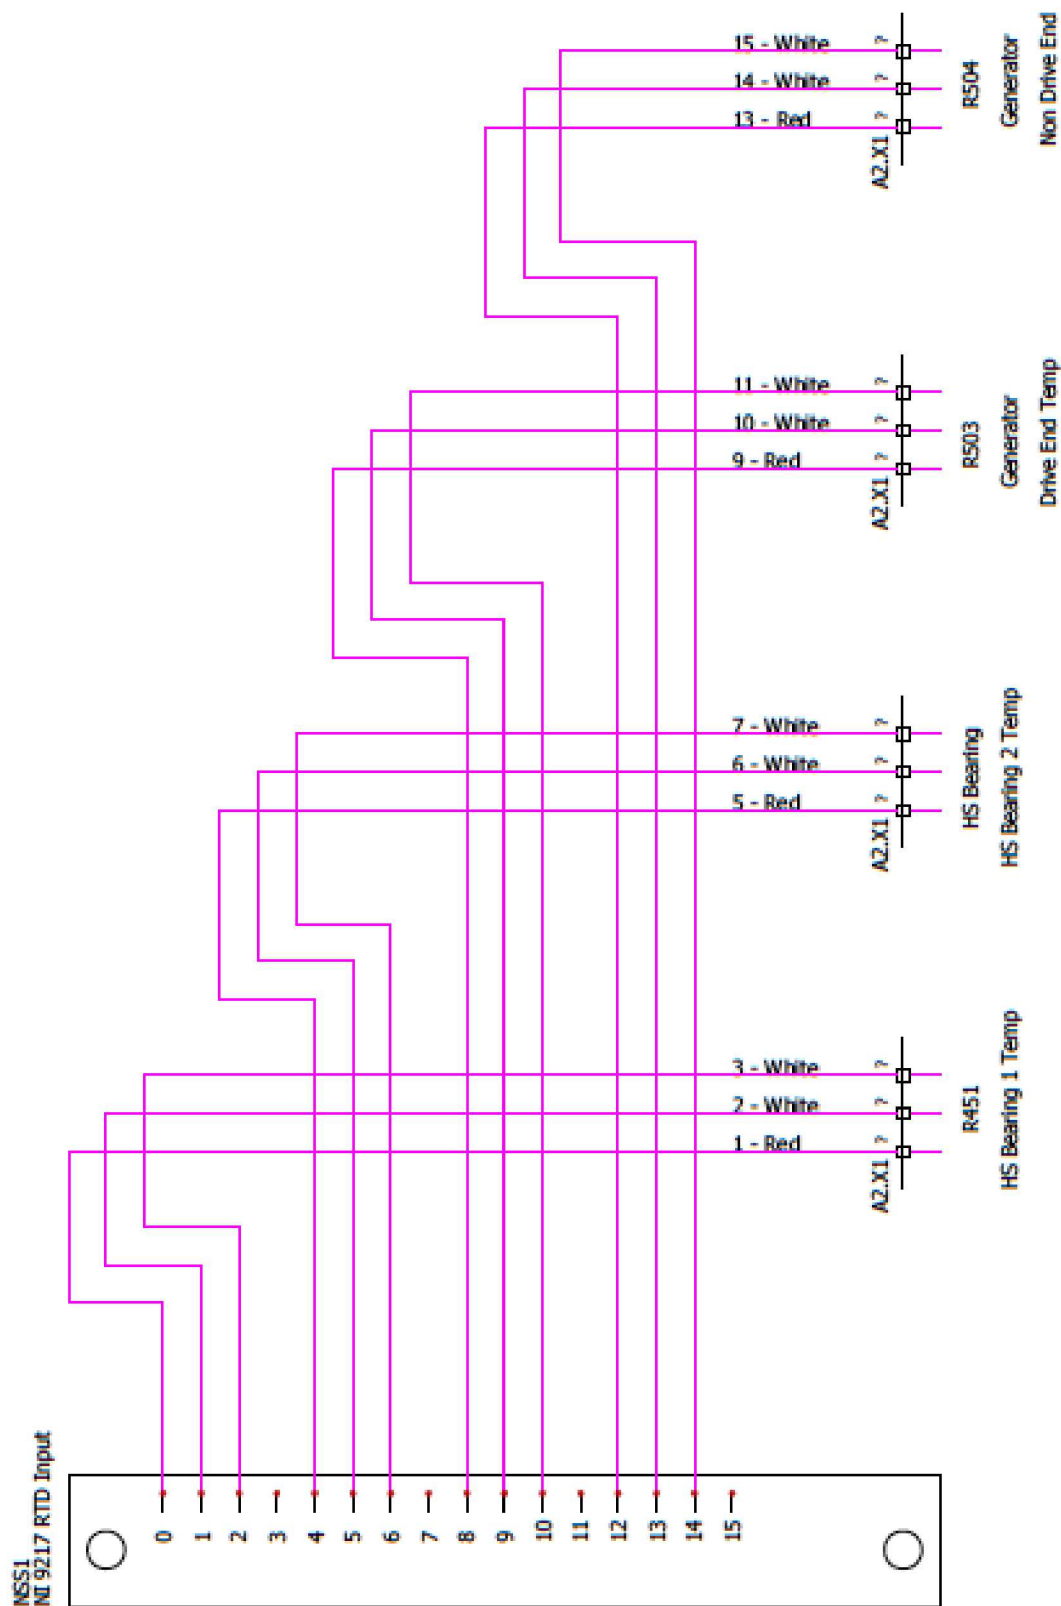 NSS1
NI 9217 RTD Input
0
1
2
3
4
5
6
7
8
9
10
11
12
13
14
15
1 - Red
2 - White
3 - White
A2.X1
?
?
?
R451
HS Bearing 1 Temp
5 - Red
6 - White
7 - White
A2.X1
?
?
?
HS Bearing
HS Bearing 2 Temp
9 - Red
10 - White
11 - White
A2.X1
?
?
?
R503
Generator
Drive End Temp
13 - Red
14 - White
15 - White
A2.X1
?
?
?
R504
Generator
Non Drive End